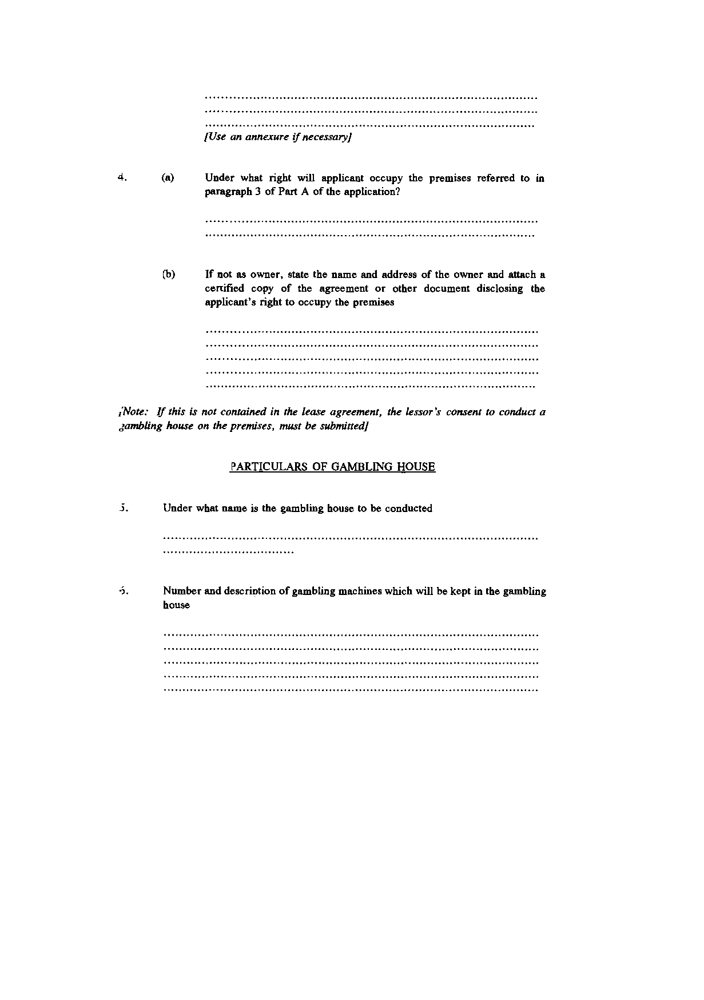 ................................................................................
................................................................................
................................................................................
[Use an annexure if necessary]
4. (a) Under what right will applicant occupy the premises referred to in
paragraph 3 of Part A of the application?
................................................................................
................................................................................
(b) If not as owner, state the name and address of the owner and attach a
certified copy of the agreement or other document disclosing the
applicant's right to occupy the premises
................................................................................
................................................................................
................................................................................
................................................................................
................................................................................
[Note: If this is not contained in the lease agreement, the lessor's consent to conduct a
gambling house on the premises, must be submitted]
PARTICULARS OF GAMBLING HOUSE
5. Under what name is the gambling house to be conducted
................................................................................
.................................
6. Number and description of gambling machines which will be kept in the gambling
house
................................................................................
................................................................................
................................................................................
................................................................................
................................................................................